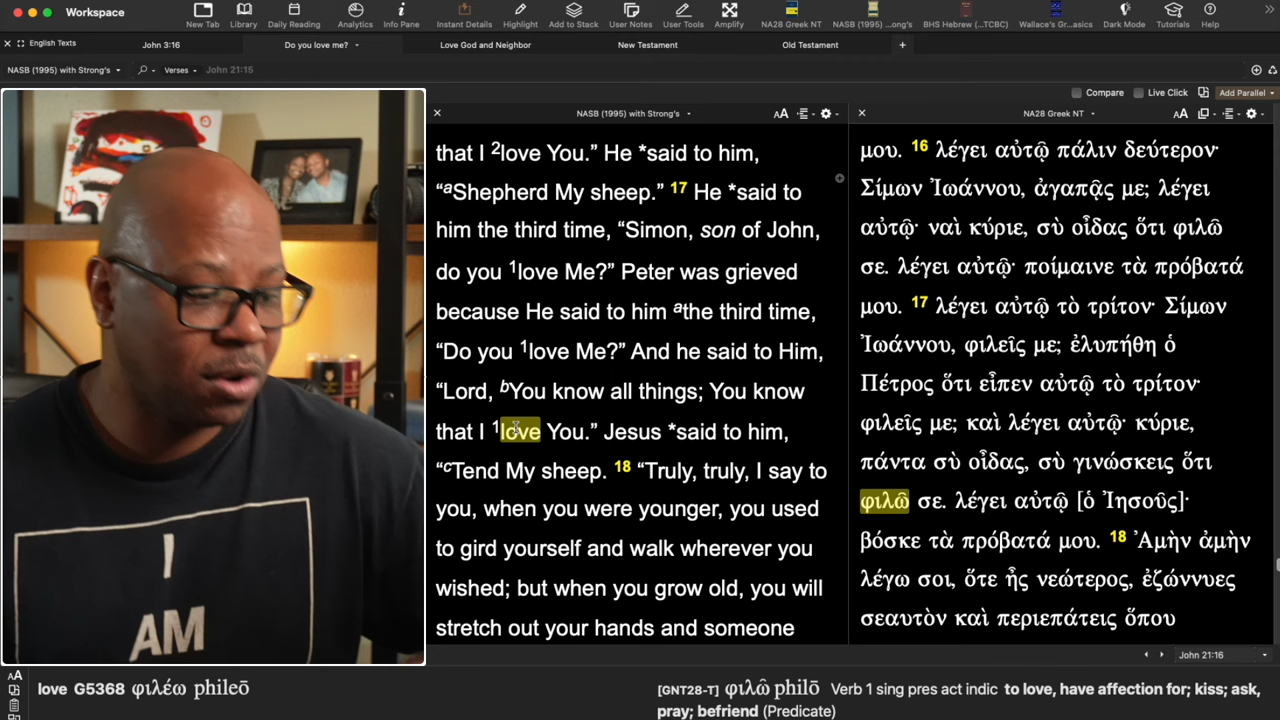 Workspace
New Tab
Library
Daily Reading
Analytics
Info Pane
Instant Details
Highlight
Add to Stack
User Notes
User Tools
Amplify
NA28 Greek NT
NASB (1995) ...ong's
BHS Hebrew (...TCBC)
Wallace's Gr...asics
Dark Mode
Tutorials
Help
English Texts
John 3:16
Do you love me?
Love God and Neighbor
New Testament
Old Testament
NASB (1995) with Strong's
Verses
John 21:15
Compare
Live Click
Add Parallel
NASB (1995) with Strong's
that I 2love You.” He *said to him,
“aShepherd My sheep.” 17 He *said to
him the third time, “Simon, son of John,
do you 1love Me?” Peter was grieved
because He said to him athe third time,
“Do you 1love Me?” And he said to Him,
“Lord, bYou know all things; You know
that I 1love You.” Jesus *said to him,
“cTend My sheep. 18 “Truly, truly, I say to
you, when you were younger, you used
to gird yourself and walk wherever you
wished; but when you grow old, you will
stretch out your hands and someone
NA28 Greek NT
μου. 16 λέγει αὐτῷ πάλιν δεύτερον·
Σίμων Ἰωάννου, ἀγαπᾷς με; λέγει
αὐτῷ· ναὶ κύριε, σὺ οἶδας ὅτι φιλῶ
σε. λέγει αὐτῷ· ποίμαινε τὰ πρόβατά
μου. 17 λέγει αὐτῷ τὸ τρίτον· Σίμων
Ἰωάννου, φιλεῖς με; ἐλυπήθη ὁ
Πέτρος ὅτι εἶπεν αὐτῷ τὸ τρίτον·
φιλεῖς με; καὶ λέγει αὐτῷ· κύριε,
πάντα σὺ οἶδας, σὺ γινώσκεις ὅτι
φιλῶ σε. λέγει αὐτῷ [ὁ Ἰησοῦς]·
βόσκε τὰ πρόβατά μου. 18 Ἀμὴν ἀμὴν
λέγω σοι, ὅτε ἦς νεώτερος, ἐζώννυες
σεαυτὸν καὶ περιεπάτεις ὅπου
John 21:16
I
AM
love G5368 φιλέω phileō
[GNT28-T] φιλῶ philō Verb 1 sing pres act indic to love, have affection for; kiss; ask,
pray; befriend (Predicate)